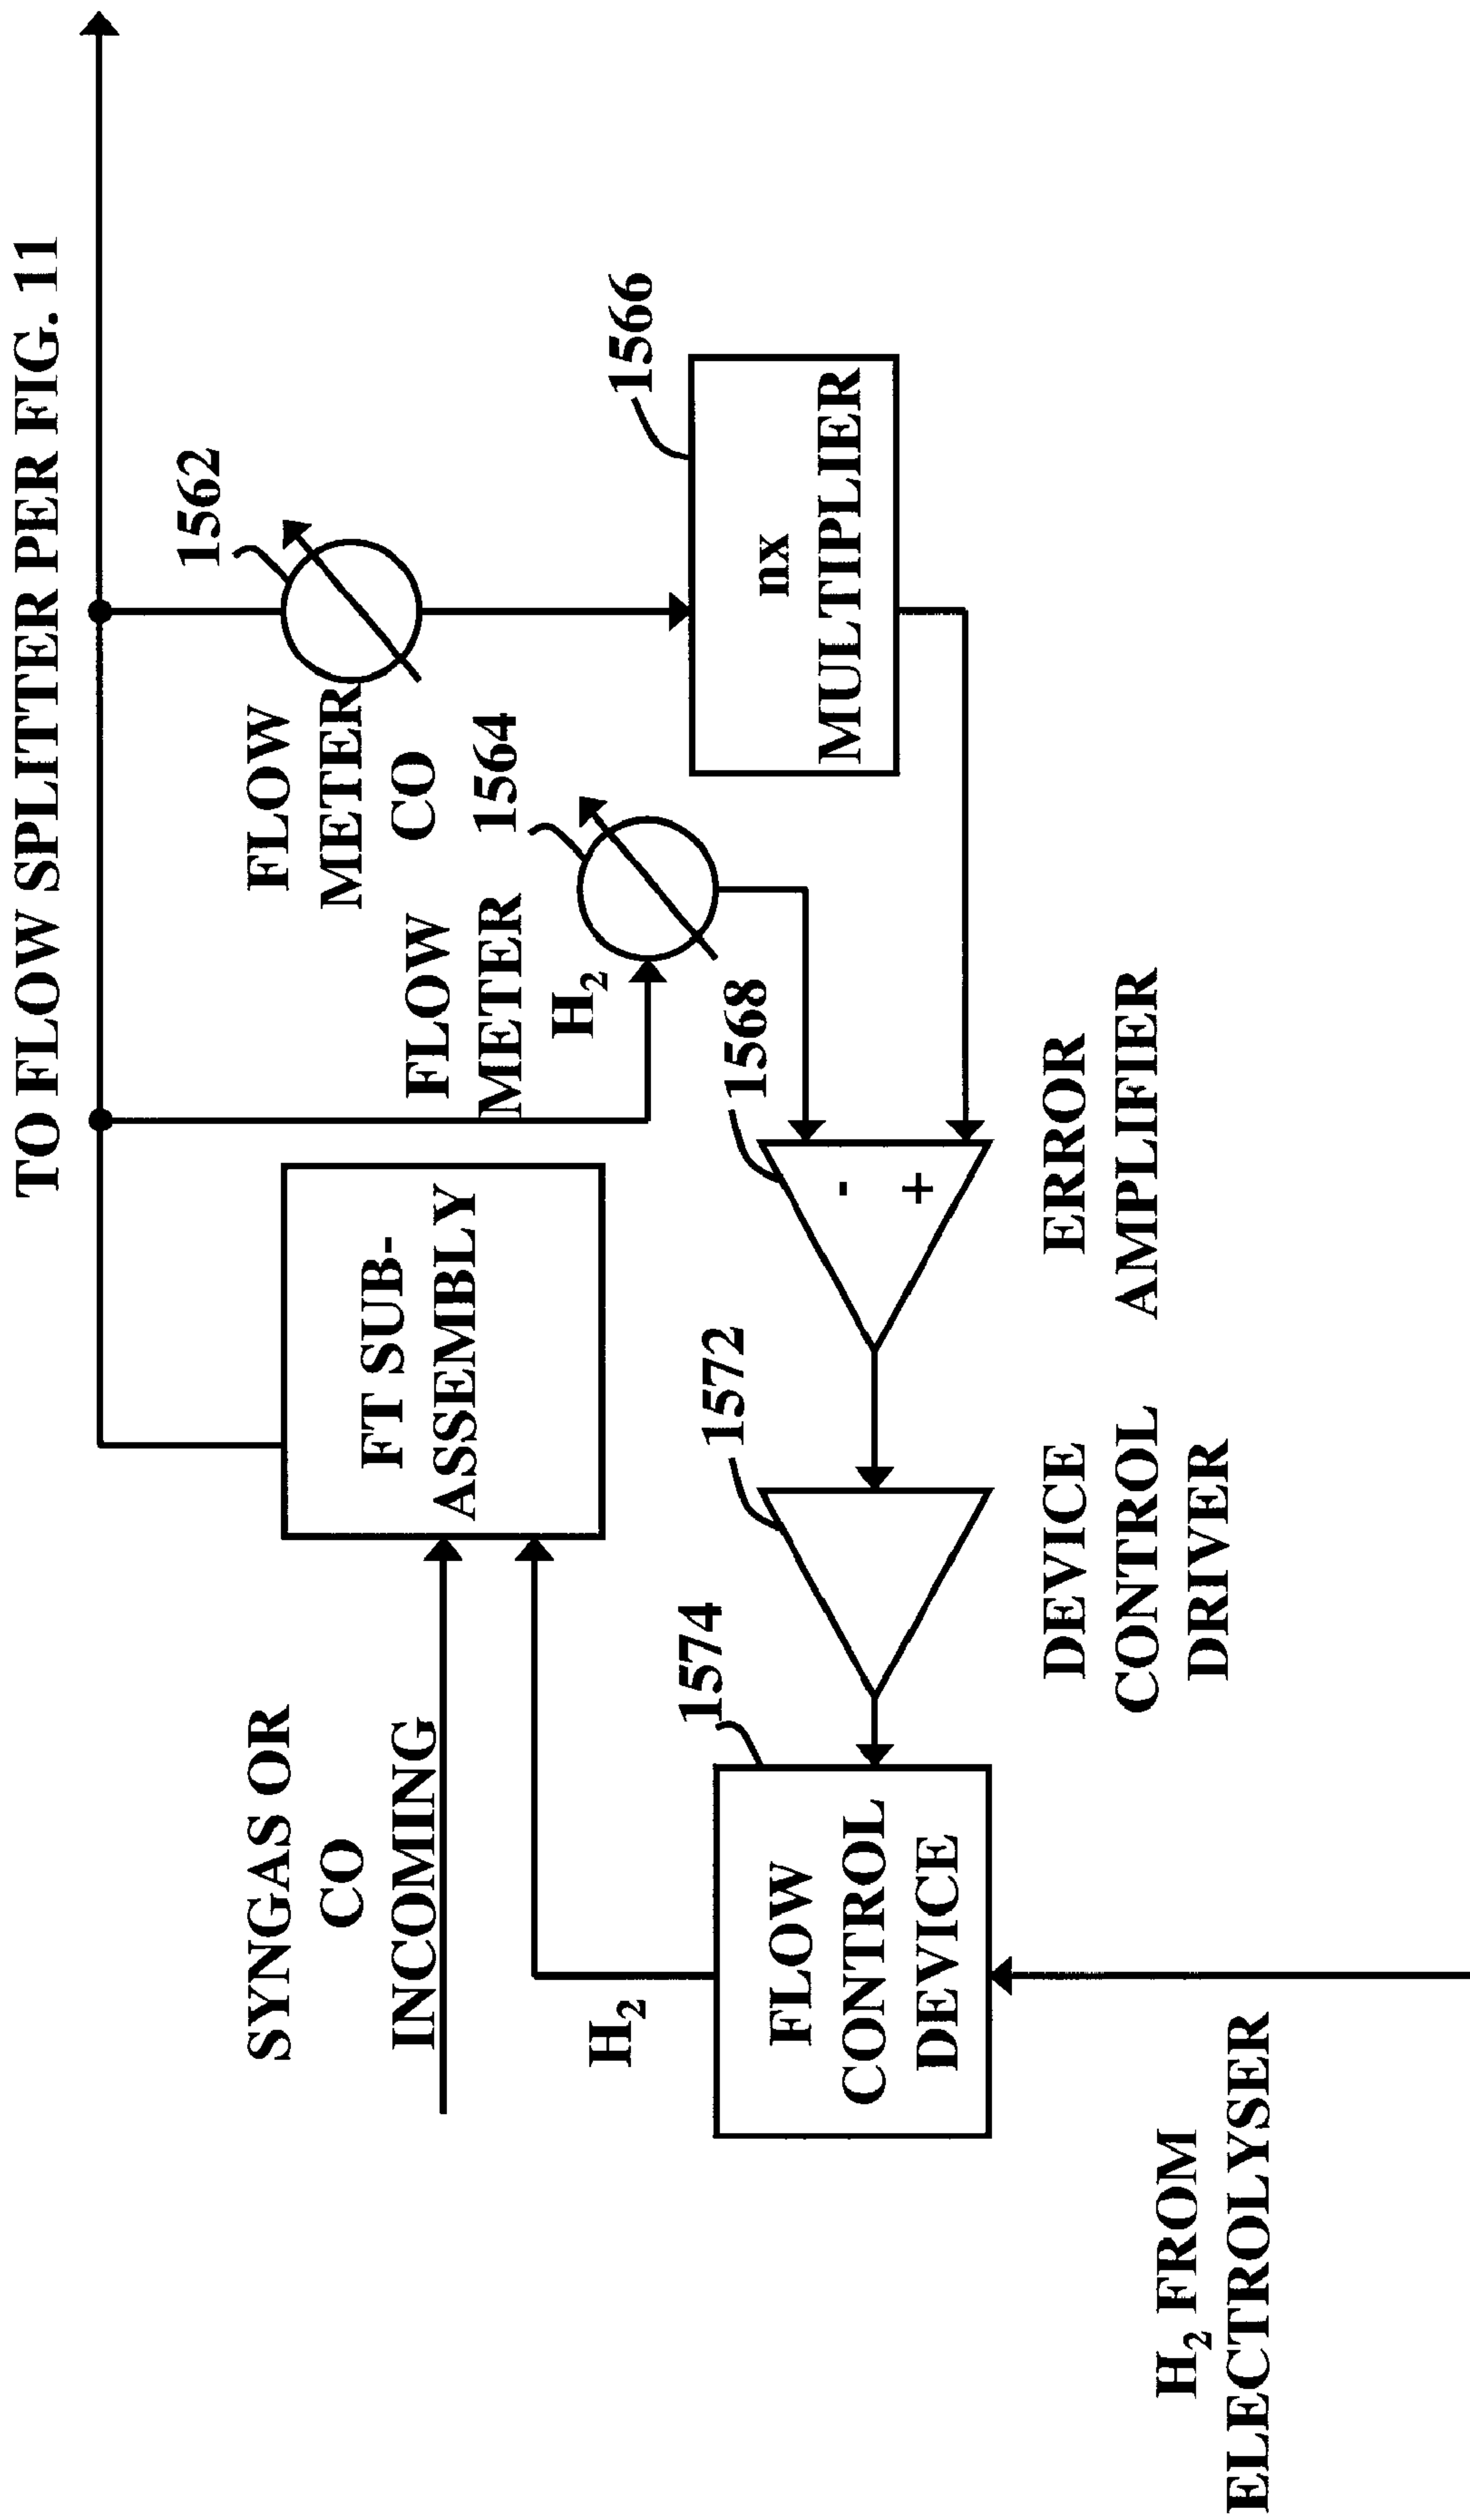 TO FLOW SPLITTER PER FIG. 11
1562
FLOW
METER
CO
SYNGAS OR
CO
INCOMING
FT SUB-
ASSEMBLY
FLOW
METER
H₂
1564
1566
nx
MULTIPLIER
H₂
1574
1572
1568
FLOW
CONTROL
DEVICE
-
+
DEVICE
CONTROL
DRIVER
ERROR
AMPLIFIER
H₂ FROM
ELECTROLYSER